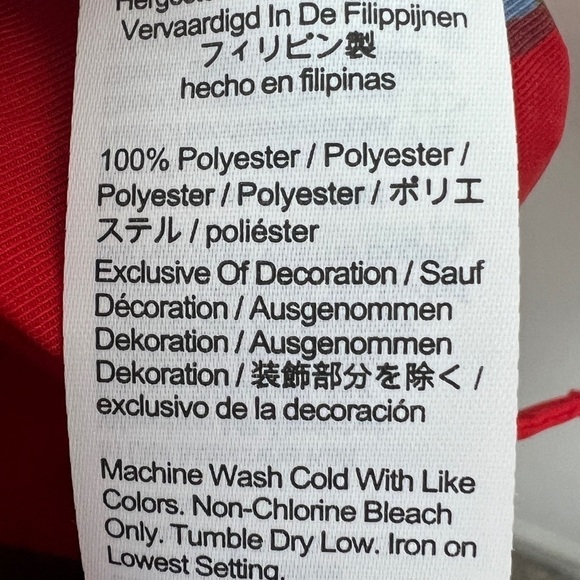 Vervaardigd In De Filippijnen
フィリピン製
hecho en filipinas
100% Polyester / Polyester /
Polyester / Polyester / ポリエ
ステル / poliéster
Exclusive Of Decoration / Sauf
Décoration / Ausgenommen
Dekoration / Ausgenommen
Dekoration / 装飾部分を除く /
exclusivo de la decoración
Machine Wash Cold With Like
Colors. Non-Chlorine Bleach
Only. Tumble Dry Low. Iron on
Lowest Setting.